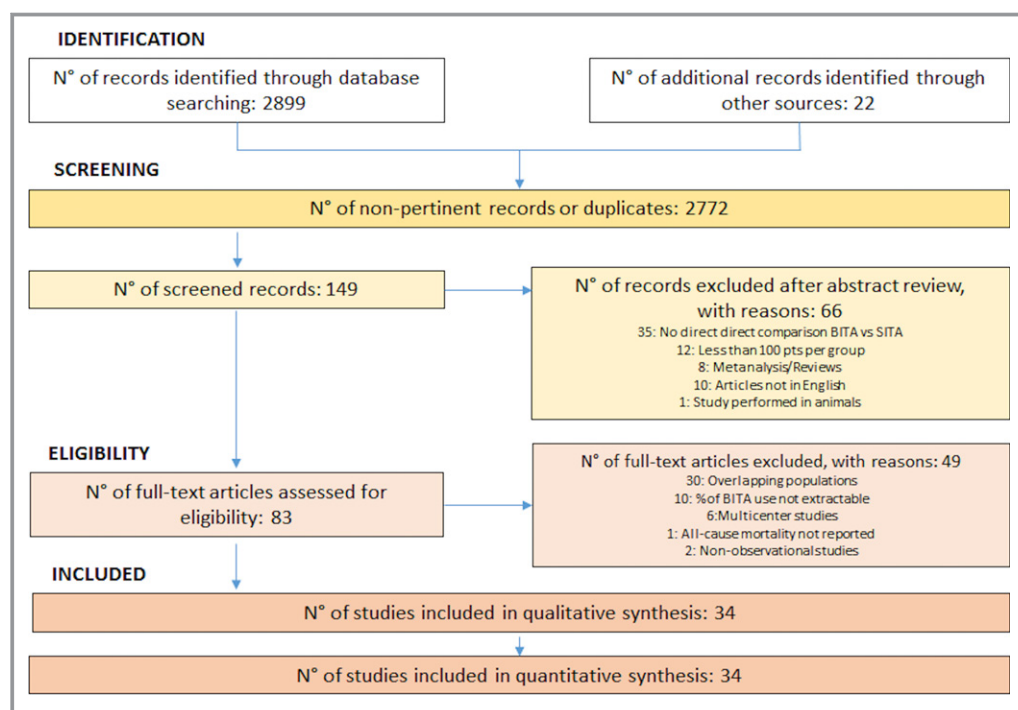 IDENTIFICATION
N° of records identified through database
searching: 2899
N° of additional records identified through
other sources: 22
SCREENING
N° of non-pertinent records or duplicates: 2772
N° of screened records: 149
N° of records excluded after abstract review,
with reasons: 66
35: No direct direct comparison BITA vs SITA
12: Less than 100 pts per group
8: Metanalysis/Reviews
10: Articles not in English
1: Study performed in animals
ELIGIBILITY
N° of full-text articles assessed for
eligibility: 83
N° of full-text articles excluded, with reasons: 49
30: Overlapping populations
10: %of BITA use not extractable
6:Multicenter studies
1: All-cause mortality not reported
2: Non-observational studies
INCLUDED
N° of studies included in qualitative synthesis: 34
N° of studies included in quantitative synthesis: 34